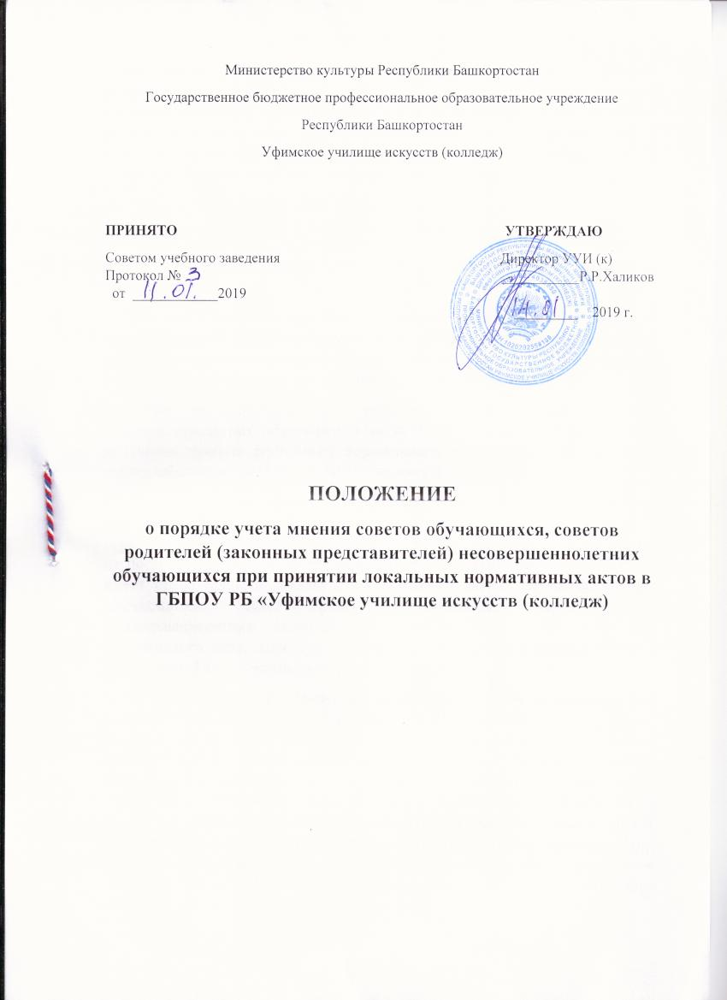 Министерство культуры Республики Башкортостан
Государственное бюджетное профессиональное образовательное учреждение
Республики Башкортостан
Уфимское училище искусств (колледж)
ПРИНЯТО
Советом учебного заведения
Протокол № 3
от 11.01. 2019
УТВЕРЖДАЮ
Директор УУИ (к)
Р.Р.Халиков
14.01 2019 г.
ПОЛОЖЕНИЕ
о порядке учета мнения советов обучающихся, советов
родителей (законных представителей) несовершеннолетних
обучающихся при принятии локальных нормативных актов в
ГБПОУ РБ «Уфимское училище искусств (колледж)